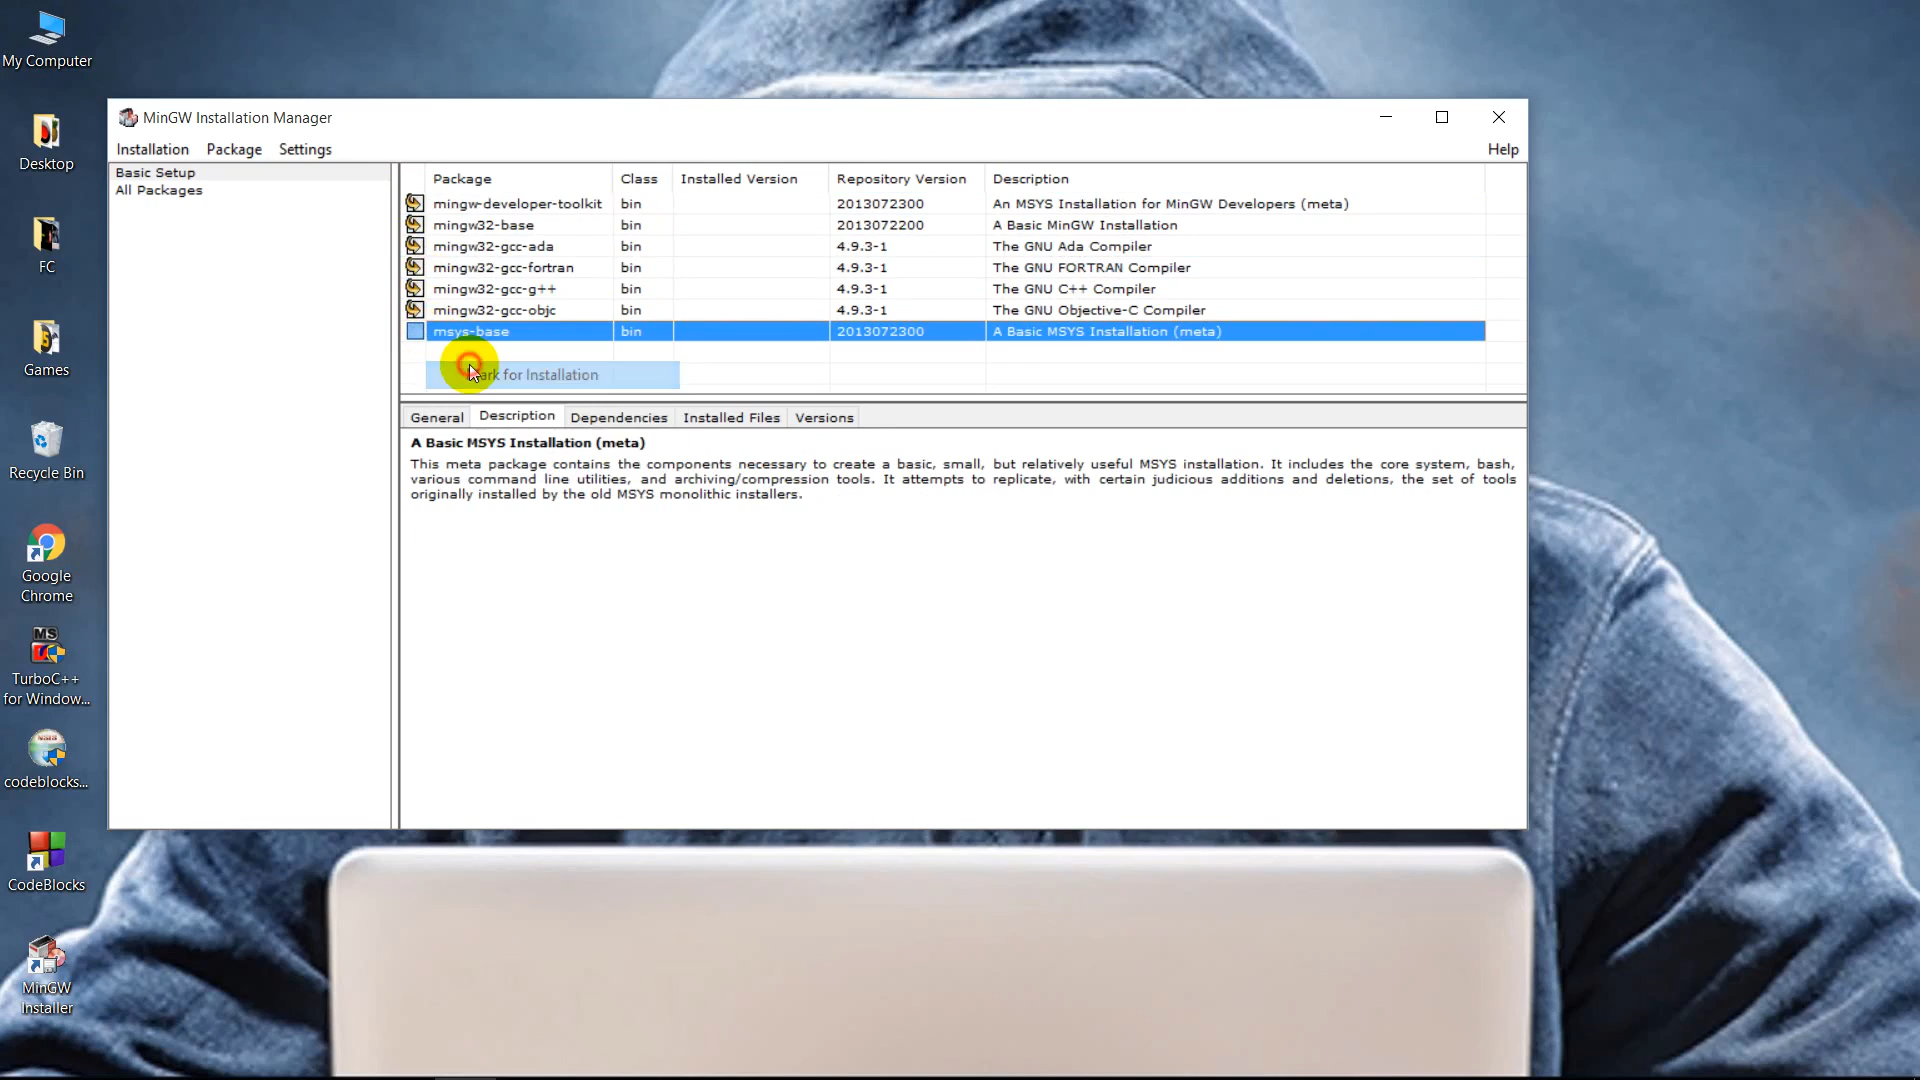 My Computer
Desktop
FC
Games
Recycle Bin
Google
Chrome
MS
TurboC++
for Window...
codeblocks...
CodeBlocks
MinGW
Installer
MinGW Installation Manager
Installation Package Settings Help
Basic Setup
All Packages
Package Class Installed Version Repository Version Description
mingw-developer-toolkit bin 2013072300 An MSYS Installation for MinGW Developers (meta)
mingw32-base bin 2013072200 A Basic MinGW Installation
mingw32-gcc-ada bin 4.9.3-1 The GNU Ada Compiler
mingw32-gcc-fortran bin 4.9.3-1 The GNU FORTRAN Compiler
mingw32-gcc-g++ bin 4.9.3-1 The GNU C++ Compiler
mingw32-gcc-objc bin 4.9.3-1 The GNU Objective-C Compiler
msys-base bin 2013072300 A Basic MSYS Installation (meta)
Mark for Installation
General Description Dependencies Installed Files Versions
A Basic MSYS Installation (meta)
This meta package contains the components necessary to create a basic, small, but relatively useful MSYS installation. It includes the core system, bash,
various command line utilities, and archiving/compression tools. It attempts to replicate, with certain judicious additions and deletions, the set of tools
originally installed by the old MSYS monolithic installers.